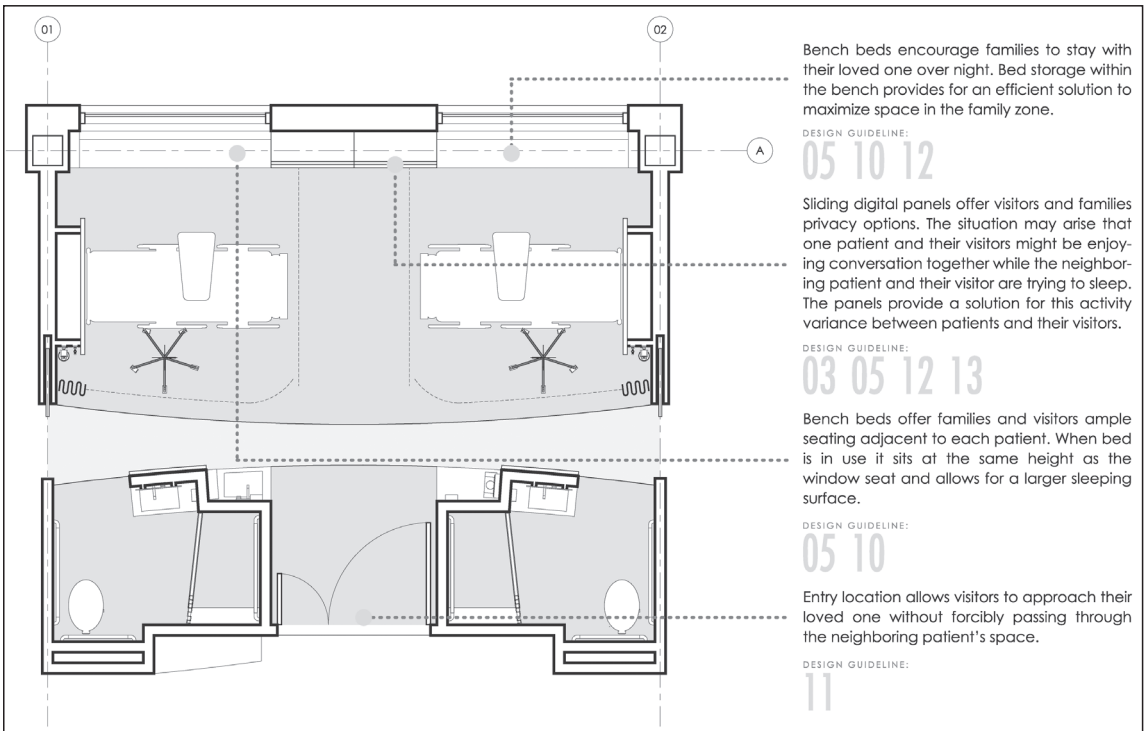 01
02
A
Bench beds encourage families to stay with
their loved one over night. Bed storage within
the bench provides for an efficient solution to
maximize space in the family zone.
DESIGN GUIDELINE:
05 10 12
Sliding digital panels offer visitors and families
privacy options. The situation may arise that
one patient and their visitors might be enjoy-
ing conversation together while the neighbor-
ing patient and their visitor are trying to sleep.
The panels provide a solution for this activity
variance between patients and their visitors.
DESIGN GUIDELINE:
03 05 12 13
Bench beds offer families and visitors ample
seating adjacent to each patient. When bed
is in use it sits at the same height as the
window seat and allows for a larger sleeping
surface.
DESIGN GUIDELINE:
05 10
Entry location allows visitors to approach their
loved one without forcibly passing through
the neighboring patient's space.
DESIGN GUIDELINE:
11